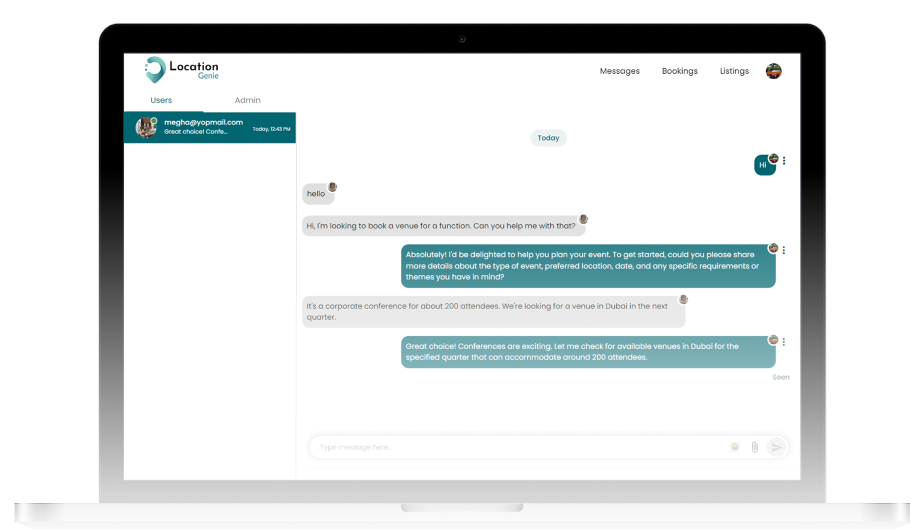 Location
Genie
Messages Bookings Listings
Users Admin
megha@yopmail.com
Great choice! Confe... Today, 12:43 PM
Today
Hi
hello
Hi, I'm looking to book a venue for a function. Can you help me with that?
Absolutely! I'd be delighted to help you plan your event. To get started, could you please share
more details about the type of event, preferred location, date, and any specific requirements or
themes you have in mind?
It's a corporate conference for about 200 attendees. We're looking for a venue in Dubai in the next
quarter.
Great choice! Conferences are exciting. Let me check for available venues in Dubai for the
specified quarter that can accommodate around 200 attendees.
Seen
Type message here...